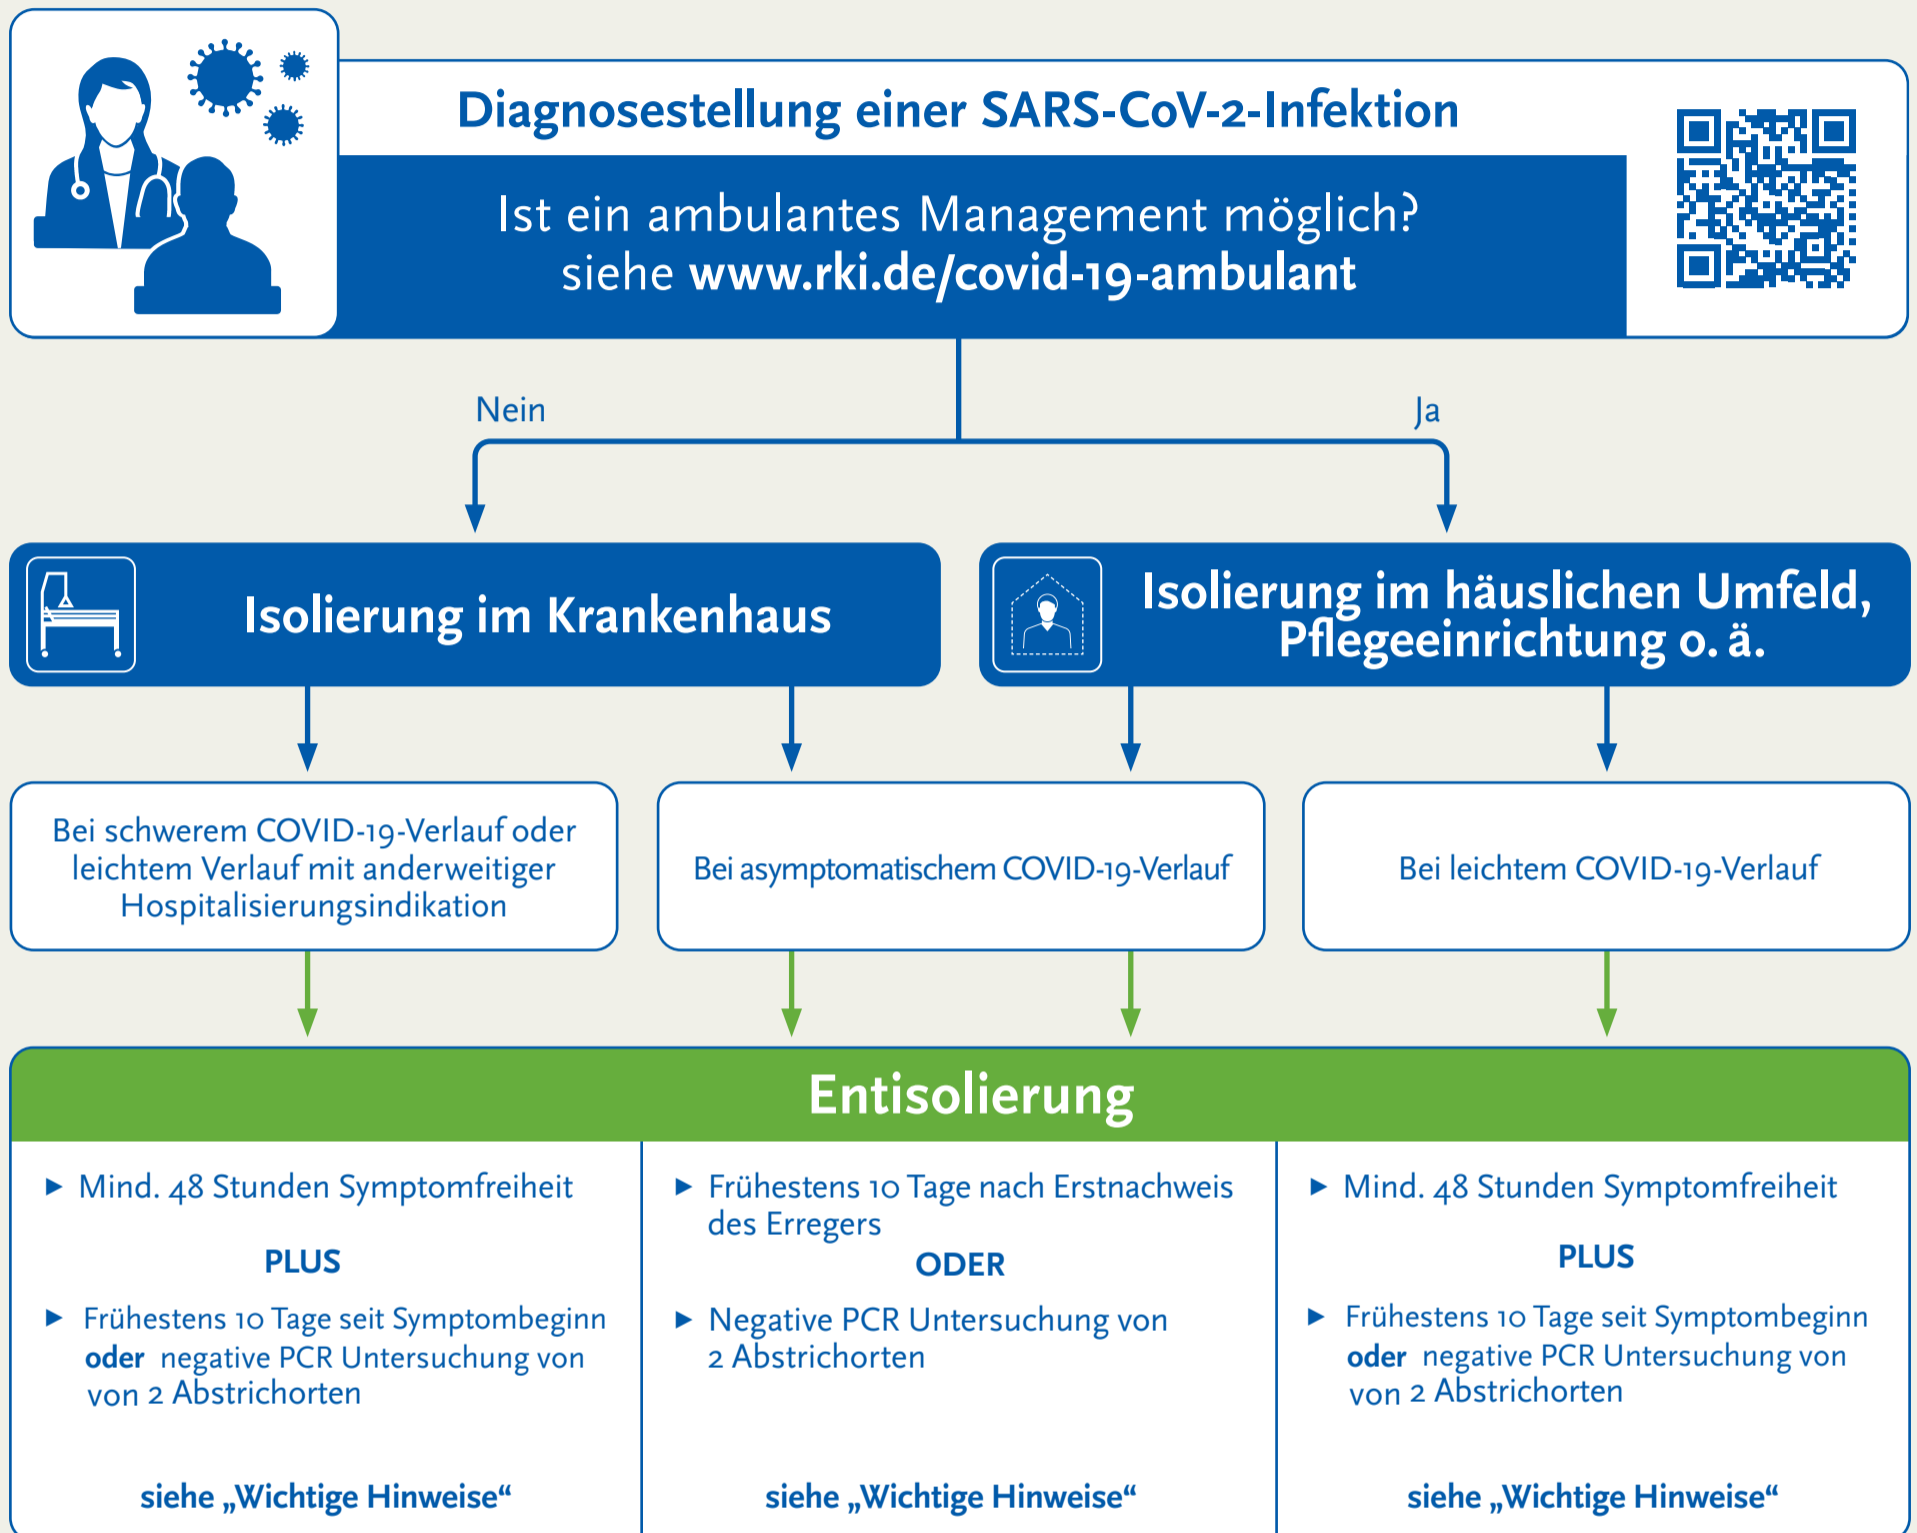 Diagnosestellung einer SARS-CoV-2-Infektion
Ist ein ambulantes Management möglich?
siehe www.rki.de/covid-19-ambulant
Nein
Ja
Isolierung im Krankenhaus
Isolierung im häuslichen Umfeld,
Pflegeeinrichtung o. ä.
Bei schwerem COVID-19-Verlauf oder
leichtem Verlauf mit anderweitiger
Hospitalisierungsindikation
Bei asymptomatischem COVID-19-Verlauf
Bei leichtem COVID-19-Verlauf
Entisolierung
► Mind. 48 Stunden Symptomfreiheit
PLUS
► Frühestens 10 Tage seit Symptombeginn
oder negative PCR Untersuchung von
von 2 Abstrichorten
siehe „Wichtige Hinweise“
► Frühestens 10 Tage nach Erstnachweis
des Erregers
ODER
► Negative PCR Untersuchung von
2 Abstrichorten
siehe „Wichtige Hinweise“
► Mind. 48 Stunden Symptomfreiheit
PLUS
► Frühestens 10 Tage seit Symptombeginn
oder negative PCR Untersuchung von
von 2 Abstrichorten
siehe „Wichtige Hinweise“